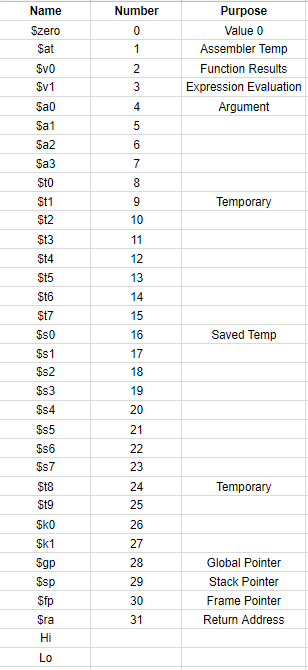 Name Number Purpose
$zero 0 Value 0
$at 1 Assembler Temp
$v0 2 Function Results
$v1 3 Expression Evaluation
$a0 4 Argument
$a1 5
$a2 6
$a3 7
$t0 8
$t1 9 Temporary
$t2 10
$t3 11
$t4 12
$t5 13
$t6 14
$t7 15
$s0 16 Saved Temp
$s1 17
$s2 18
$s3 19
$s4 20
$s5 21
$s6 22
$s7 23
$t8 24 Temporary
$t9 25
$k0 26
$k1 27
$gp 28 Global Pointer
$sp 29 Stack Pointer
$fp 30 Frame Pointer
$ra 31 Return Address
Hi
Lo